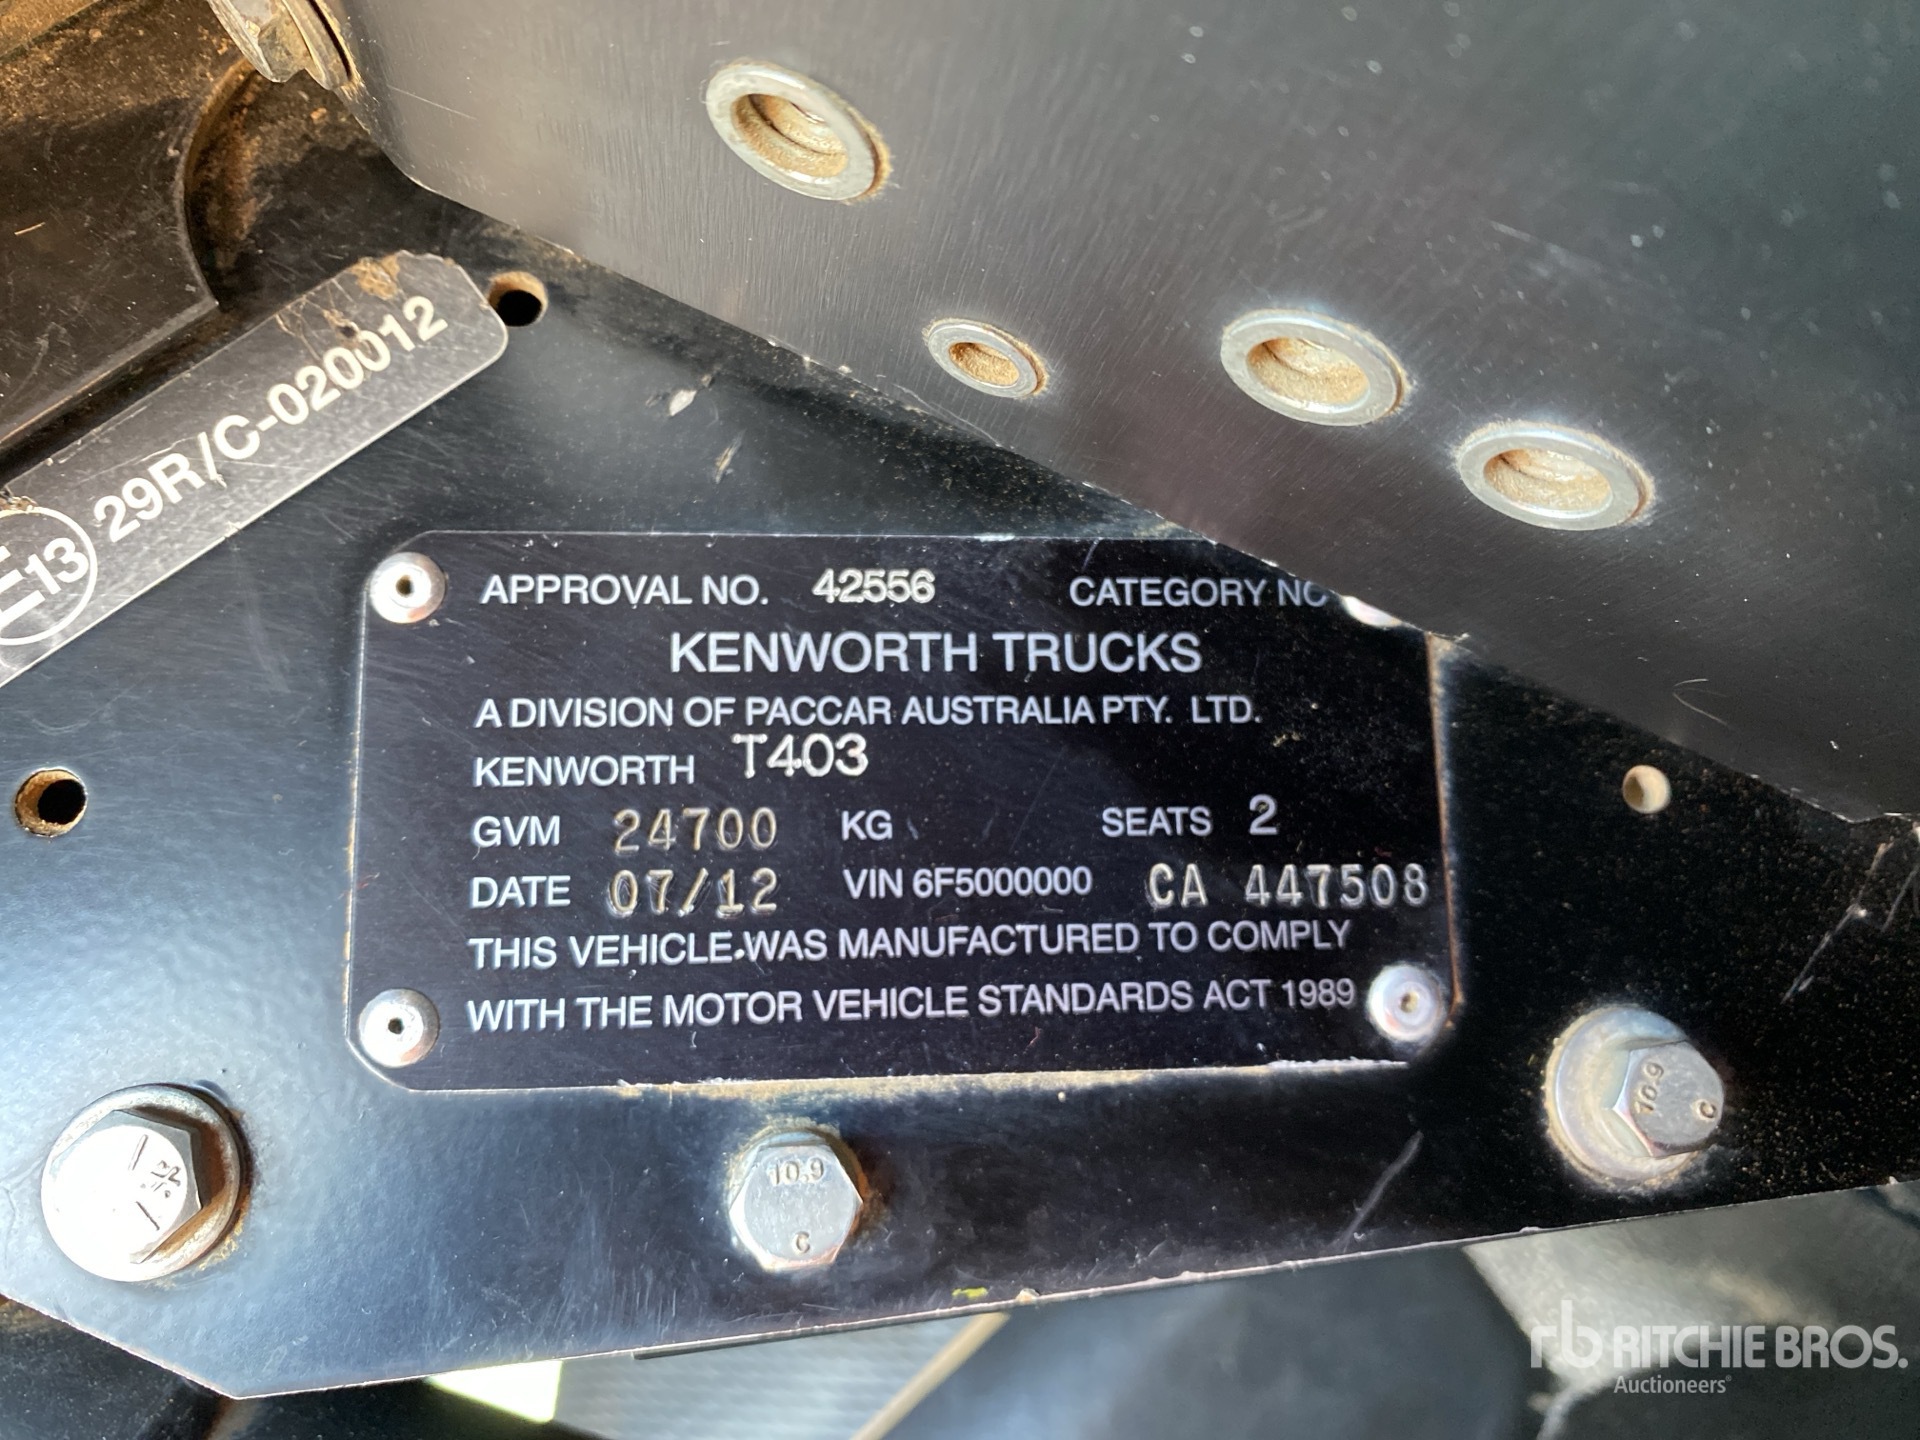 E13 29R/C-020012
APPROVAL NO. 42556 CATEGORY NO
KENWORTH TRUCKS
A DIVISION OF PACCAR AUSTRALIA PTY. LTD.
KENWORTH T403
GVM 24700 KG SEATS 2
DATE 07/12 VIN 6F5000000 CA 447508
THIS VEHICLE WAS MANUFACTURED TO COMPLY
WITH THE MOTOR VEHICLE STANDARDS ACT 1989
10.9
C
10.9
C
rb RITCHIE BROS.
Auctioneers